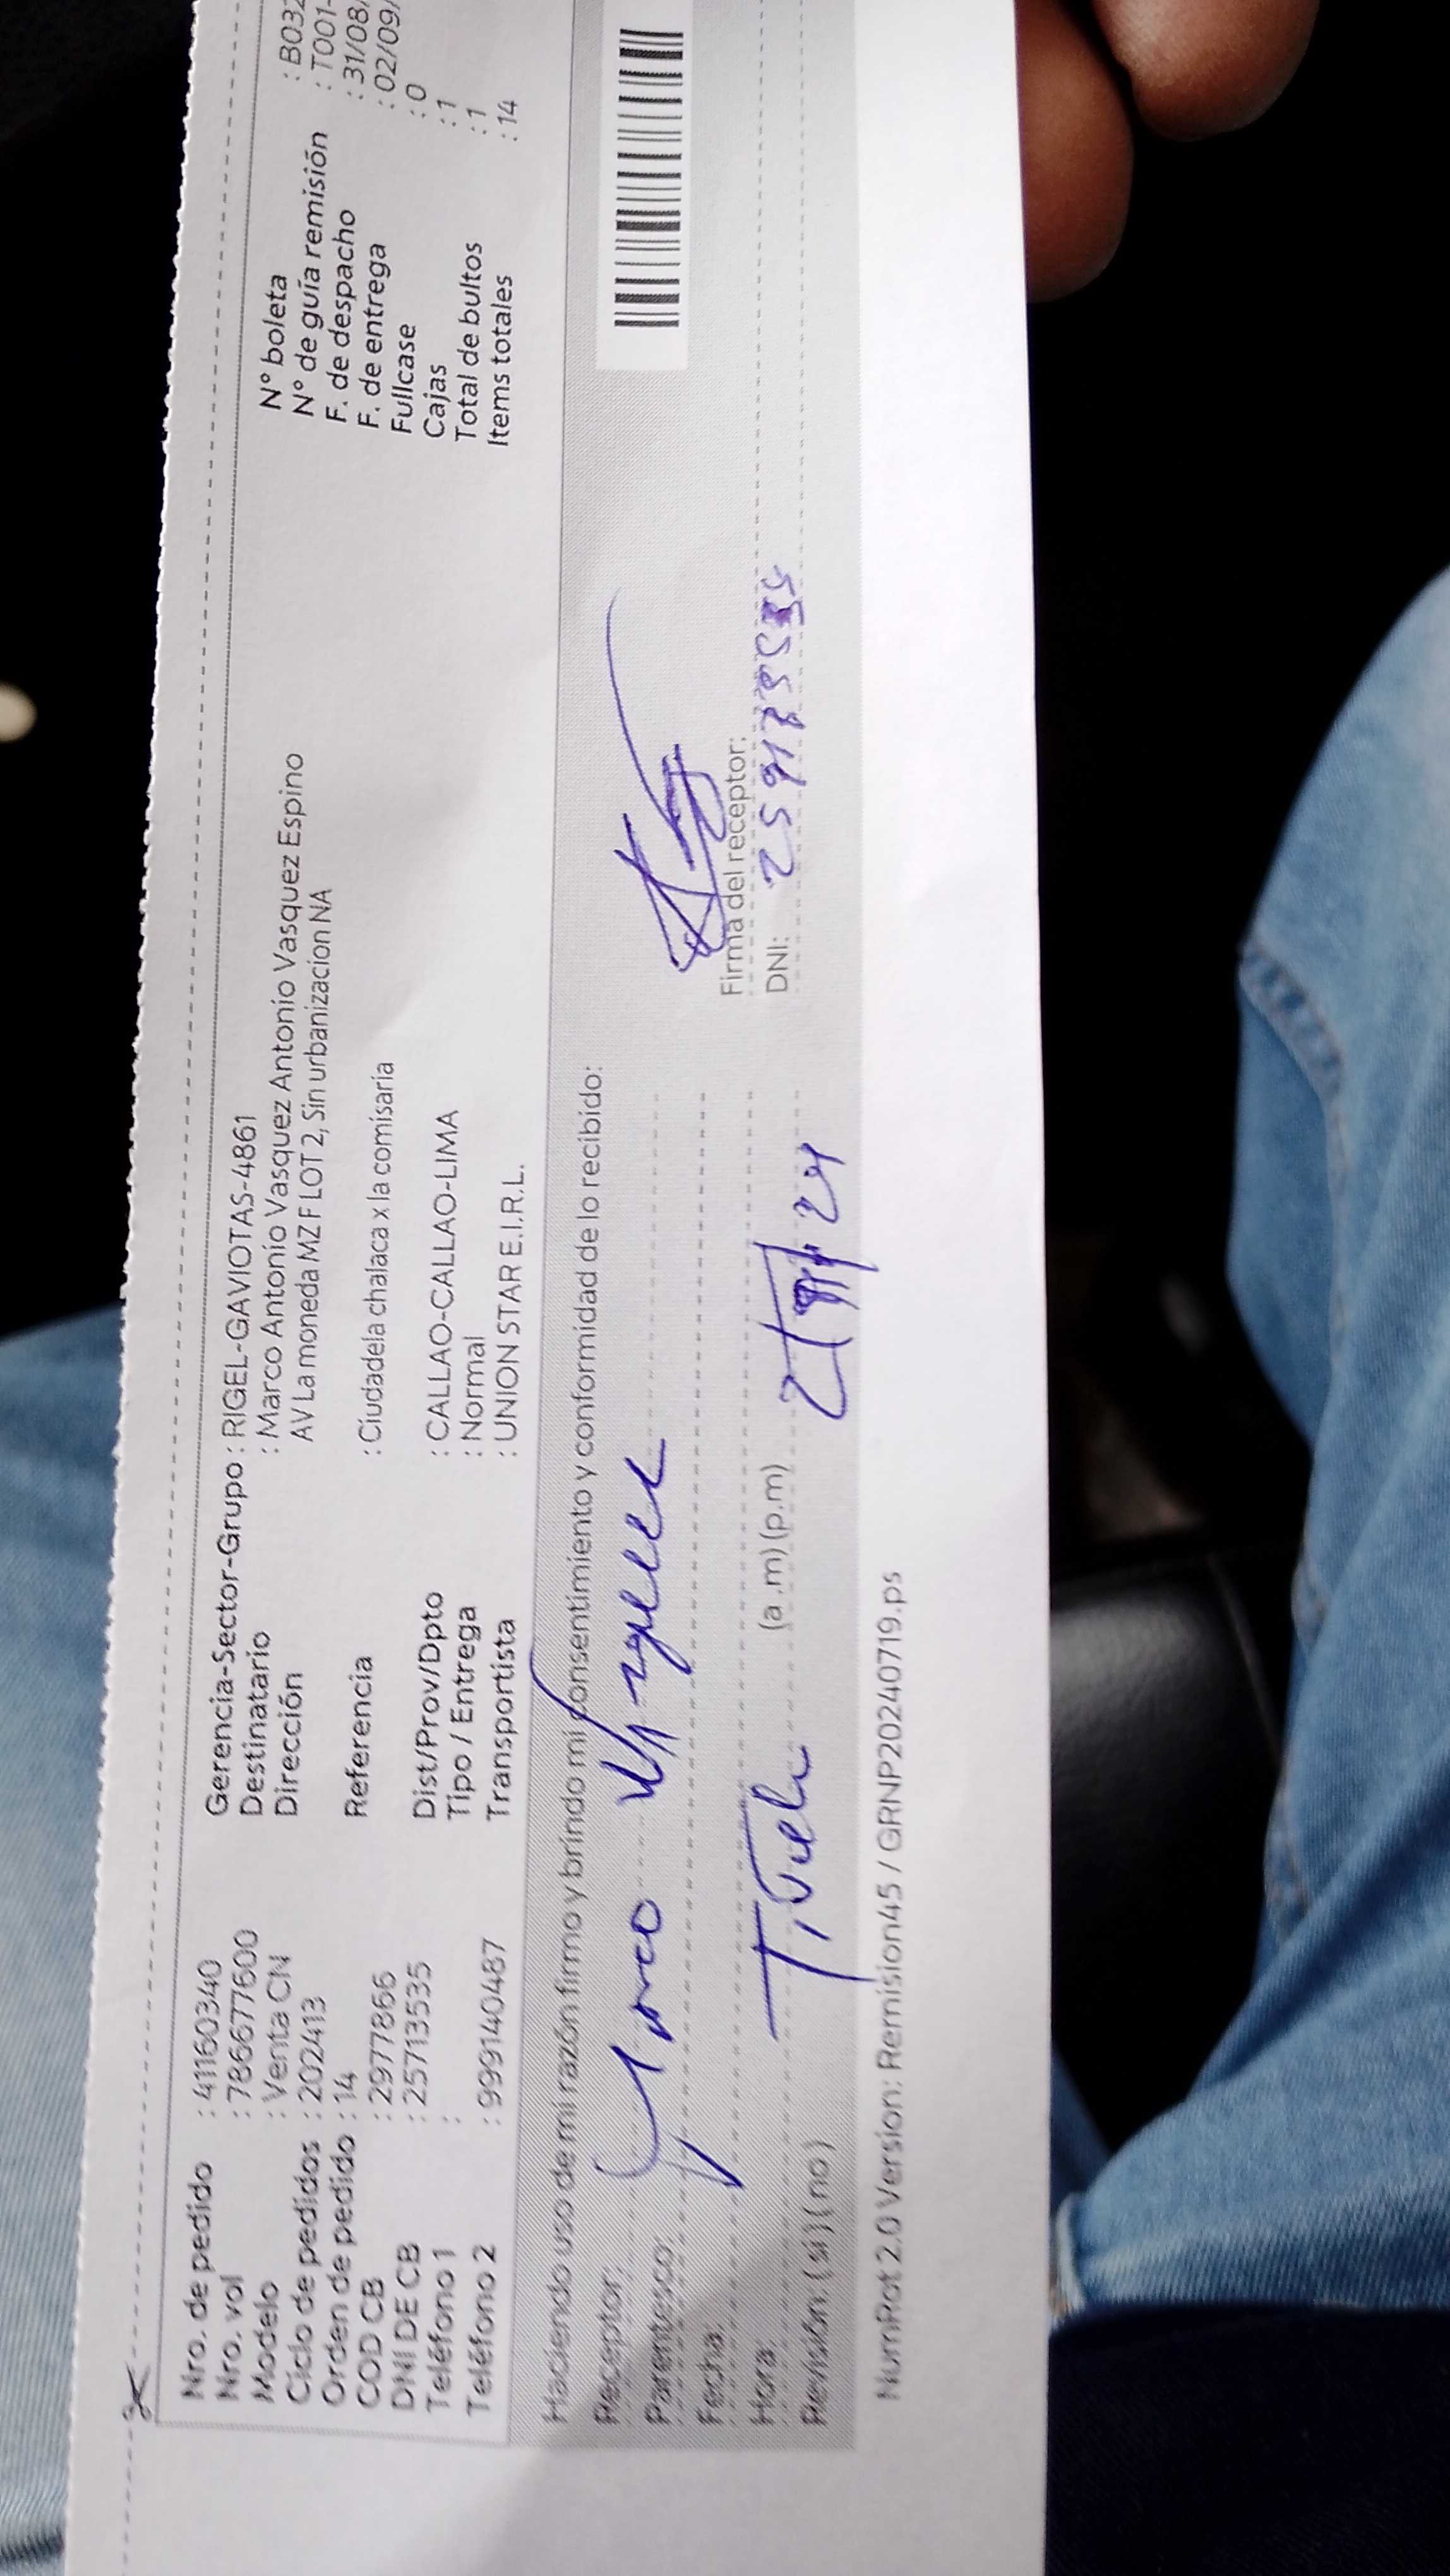 Nro. de pedido : 41160340
Nro. vol : 786677600
Modelo : Venta CN
Ciclo de pedidos : 202413
Orden de pedido : 14
COD CB : 2977866
DNI DE CB : 25713535
Teléfono 1 :
Teléfono 2 : 999140487
Gerencia-Sector-Grupo : RIGEL-GAVIOTAS-4861
Destinatario : Marco Antonio Vasquez Antonio Vasquez Antonio Vasquez Espino
Dirección AV La moneda MZ F LOT 2, Sin urbanizacion NA
Referencia : Ciudadela chalaca x la comisaria
Dist/Prov/Dpto : CALLAO-CALLAO-LIMA
Tipo / Entrega : Normal
Transportista : UNION STAR E.I.R.L.
N° boleta : B032
N° de guía remisión : T001-
F. de despacho : 31/08/
F. de entrega : 02/09/
Fullcase : 0
Cajas : 1
Total de bultos : 1
Items totales : 14
Haciendo uso de mi razón firmo y brindo mi consentimiento y conformidad de lo recibido:
Receptor:
Parentesco:
Fecha:
Hora: (a .m) (p.m)
Revisión: (si) (no)
Firma del receptor:
DNI:
NumRot 2.0 Version: Remision45 / GRNP20240719.ps